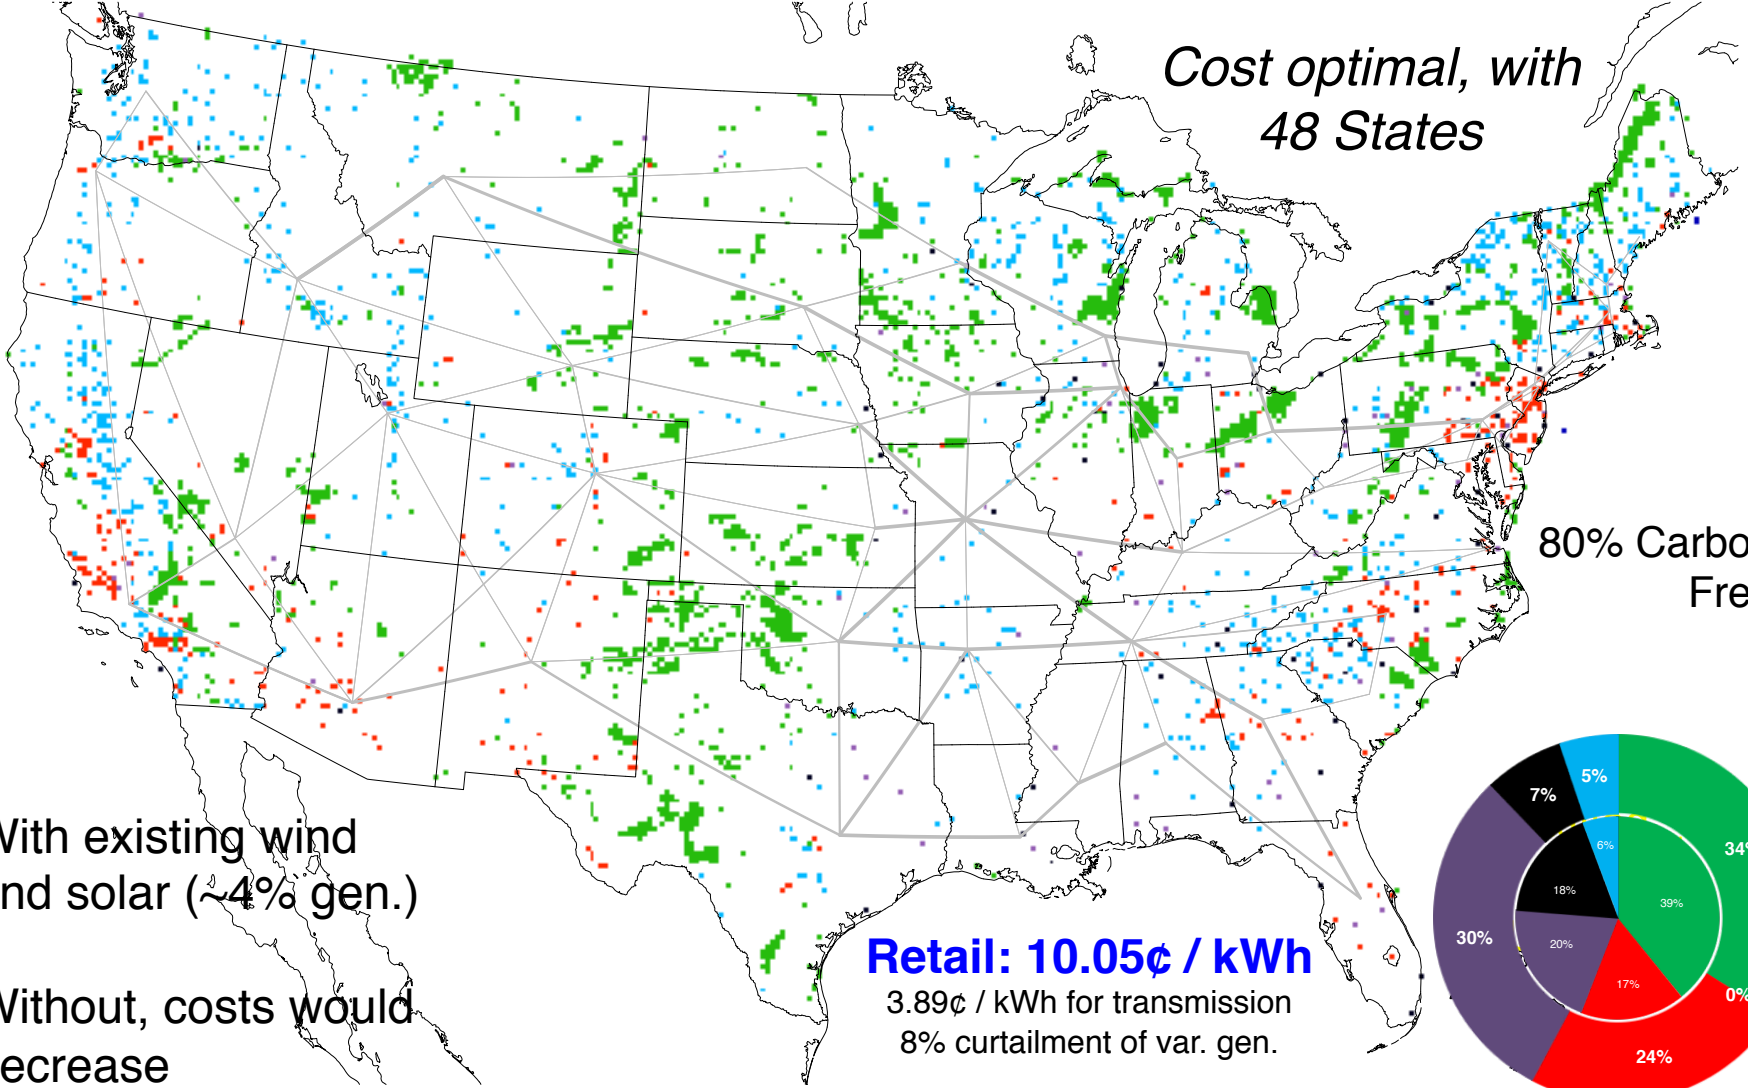 Cost optimal, with
48 States
80% Carbo
Fre
With existing wind
nd solar (~4% gen.)
Without, costs would
ecrease
Retail: 10.05¢ / kWh
3.89¢ / kWh for transmission
8% curtailment of var. gen.
5%
7%
34%
6%
18%
39%
30%
20%
17%
0%
24%